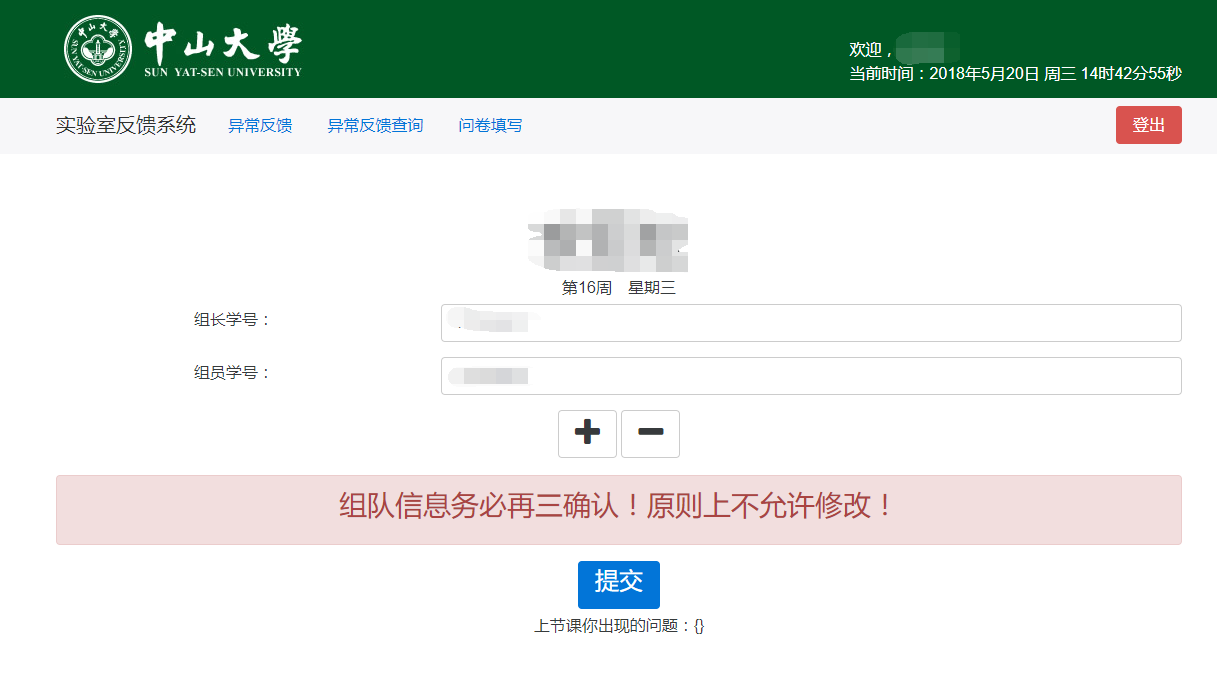 中山大學
SUN YAT-SEN UNIVERSITY
欢迎，
当前时间：2018年5月20日 周三 14时42分55秒
实验室反馈系统 异常反馈 异常反馈查询 问卷填写 登出
第16周 星期三
组长学号：
组员学号：
组队信息务必再三确认！原则上不允许修改！
提交
上节课你出现的问题：{}